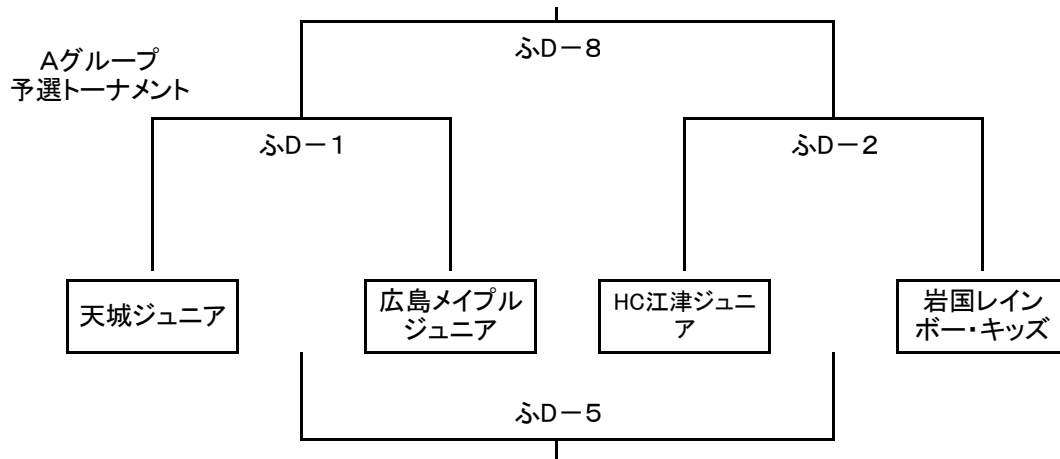 ふD－8
Aグループ
予選トーナメント
ふD－1
ふD－2
天城ジュニア
広島メイプル
ジュニア
HC江津ジュニ
ア
岩国レイン
ボー・キッズ
ふD－5